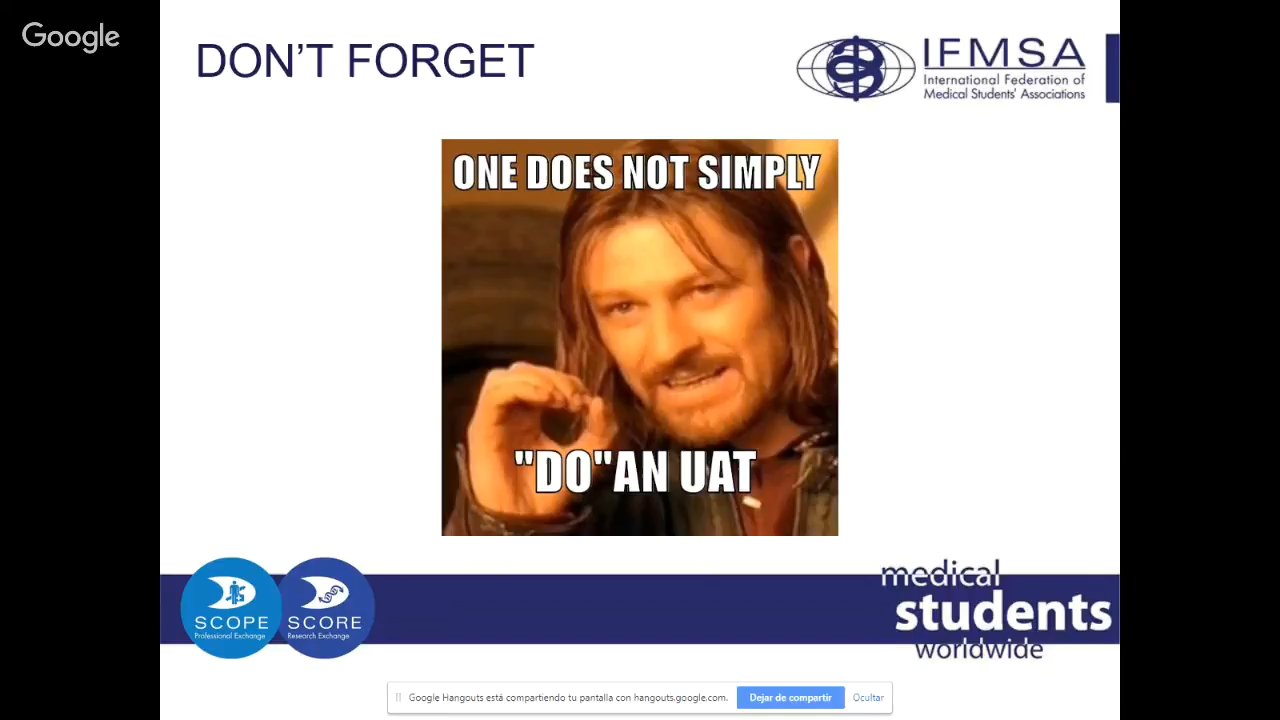 Google
DON'T FORGET
IFMSA
International Federation of
Medical Students' Associations
ONE DOES NOT SIMPLY
"DO"AN UAT
SCOPE
Professional Exchange
SCORE
Research Exchange
medical
students
worldwide
Google Hangouts está compartiendo tu pantalla con hangouts.google.com.
Dejar de compartir
Ocultar